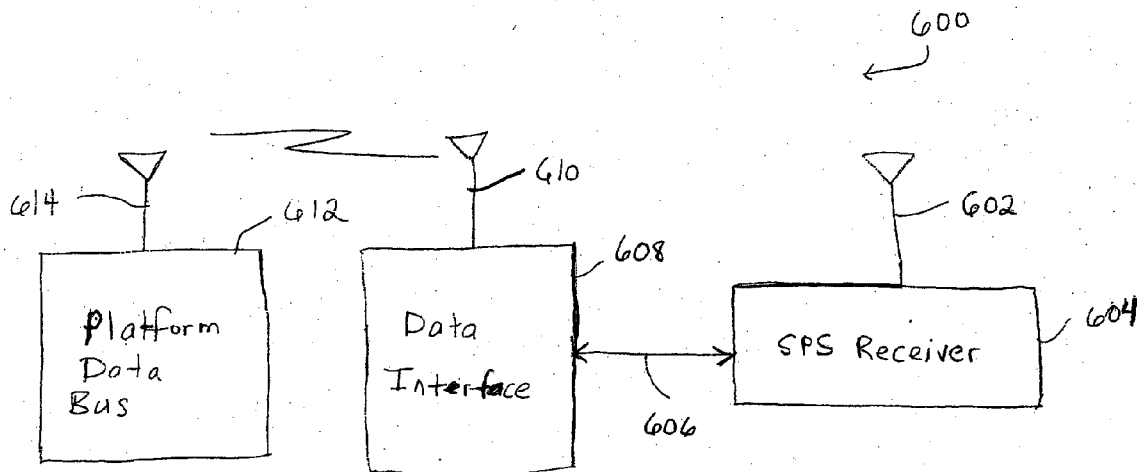 600
614
612
610
602
608
Platform
Data
Bus
Data
Interface
SPS Receiver
604
606